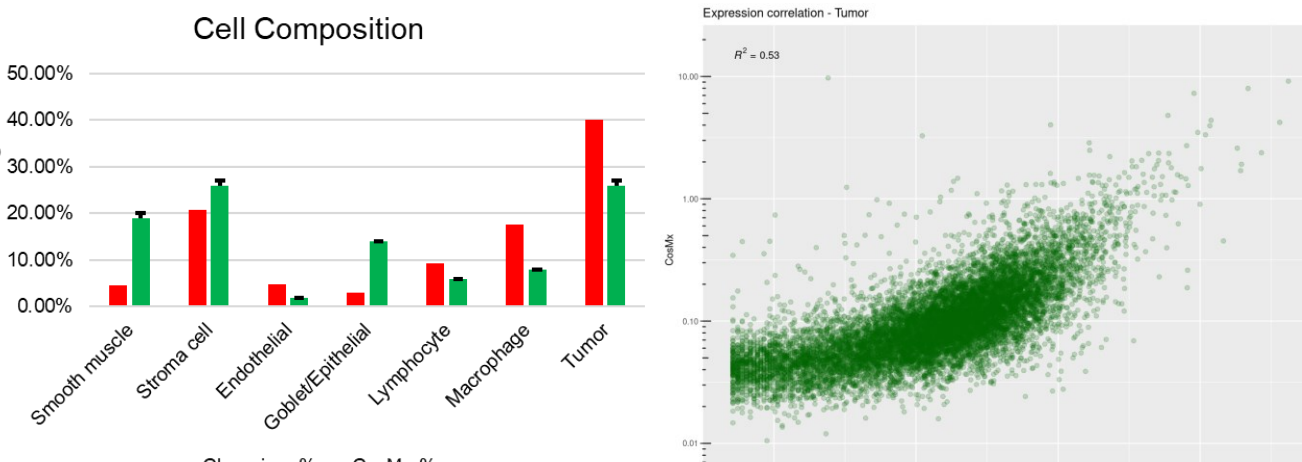 Cell Composition
50.00%
40.00%
30.00%
20.00%
10.00%
0.00%
Smooth muscle
Stroma cell
Endothelial
Goblet/Epithelial
Lymphocyte
Macrophage
Tumor
Expression correlation - Tumor
R² = 0.53
10.00
1.00
0.10
0.01
CosMx